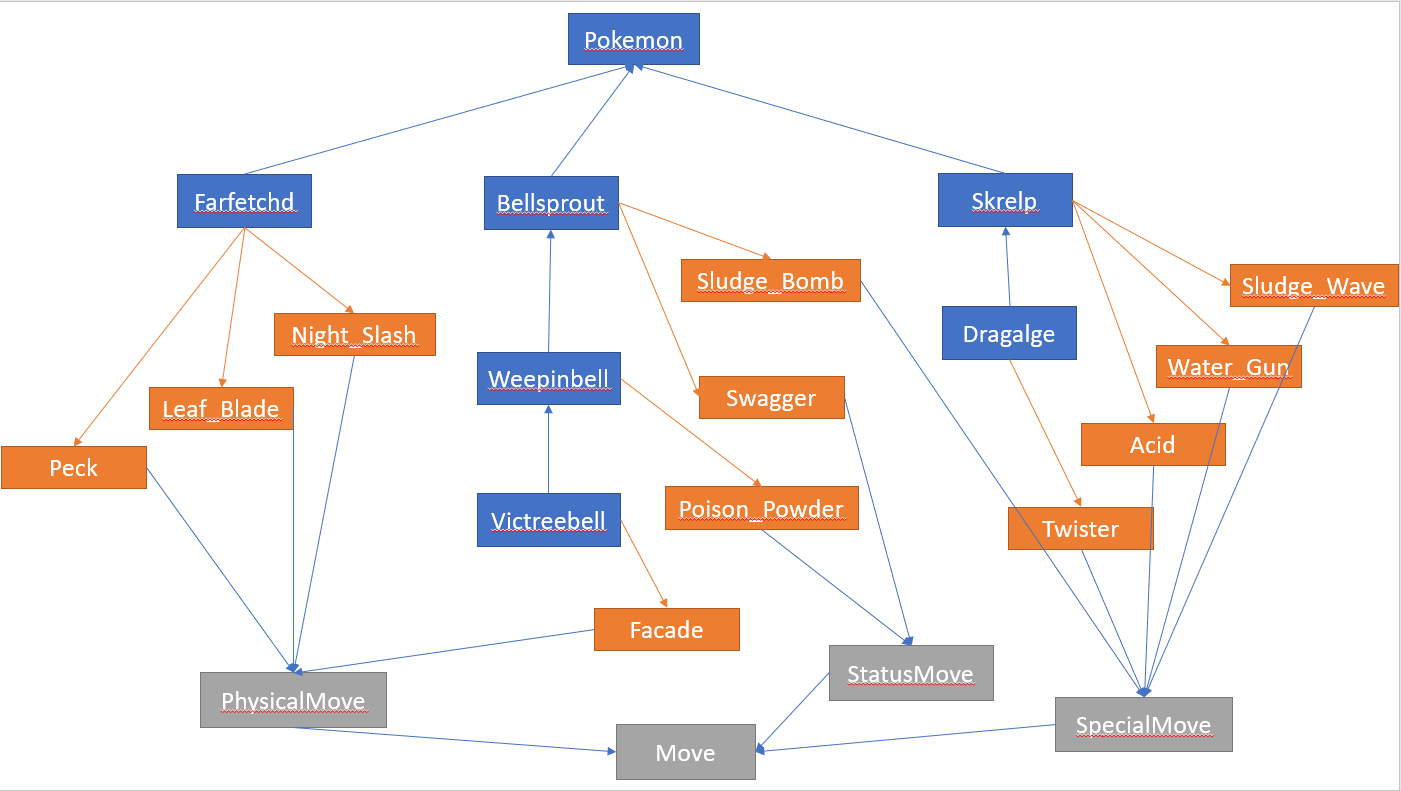 Pokemon
Farfetchd
Bellsprout
Skrelp
Sludge_Bomb
Sludge_Wave
Night_Slash
Dragalge
Water_Gun
Weepinbell
Swagger
Leaf_Blade
Acid
Peck
Poison_Powder
Victreebell
Twister
Facade
StatusMove
PhysicalMove
SpecialMove
Move